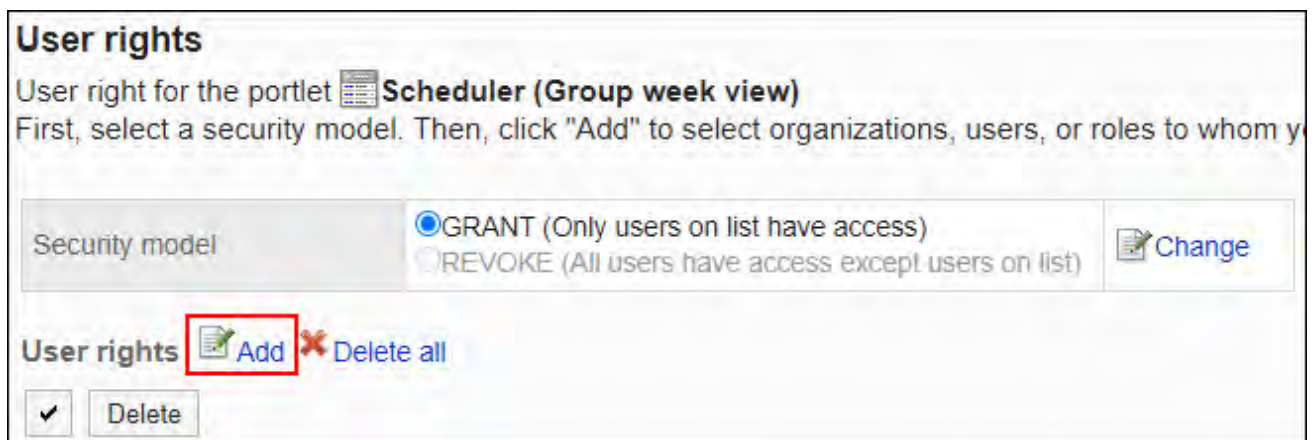 User rights
User right for the portlet Scheduler (Group week view)
First, select a security model. Then, click "Add" to select organizations, users, or roles to whom y
Security model
GRANT (Only users on list have access)
REVOKE (All users have access except users on list)
Change
User rights Add Delete all
Delete